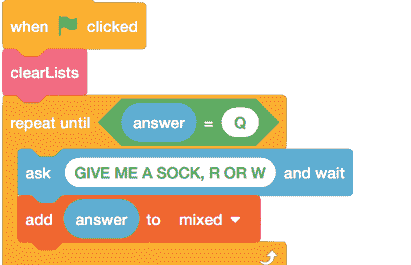 when clicked
clearLists
repeat until answer = Q
ask GIVE ME A SOCK, R OR W and wait
add answer to mixed